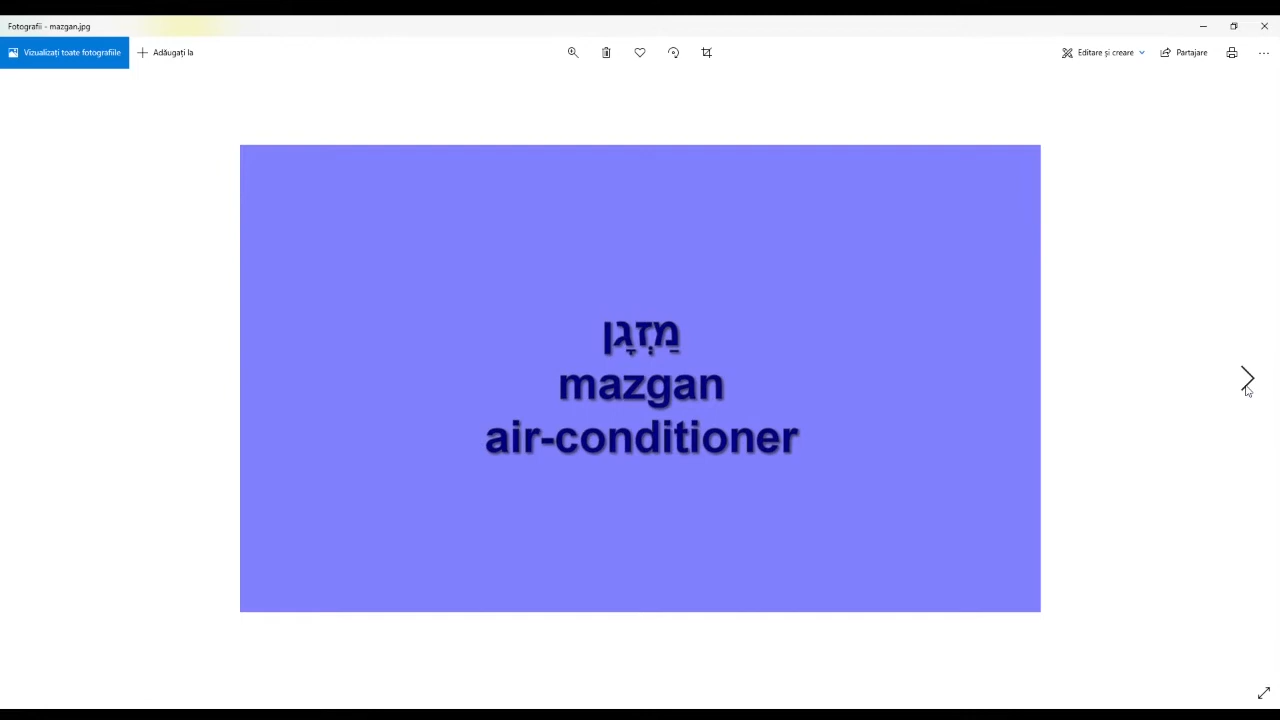 Fotografii - mazgan.jpg
Vizualizați toate fotografiile
Adăugați la
Editare și creare
Partajare
מַזְגָן
mazgan
air-conditioner